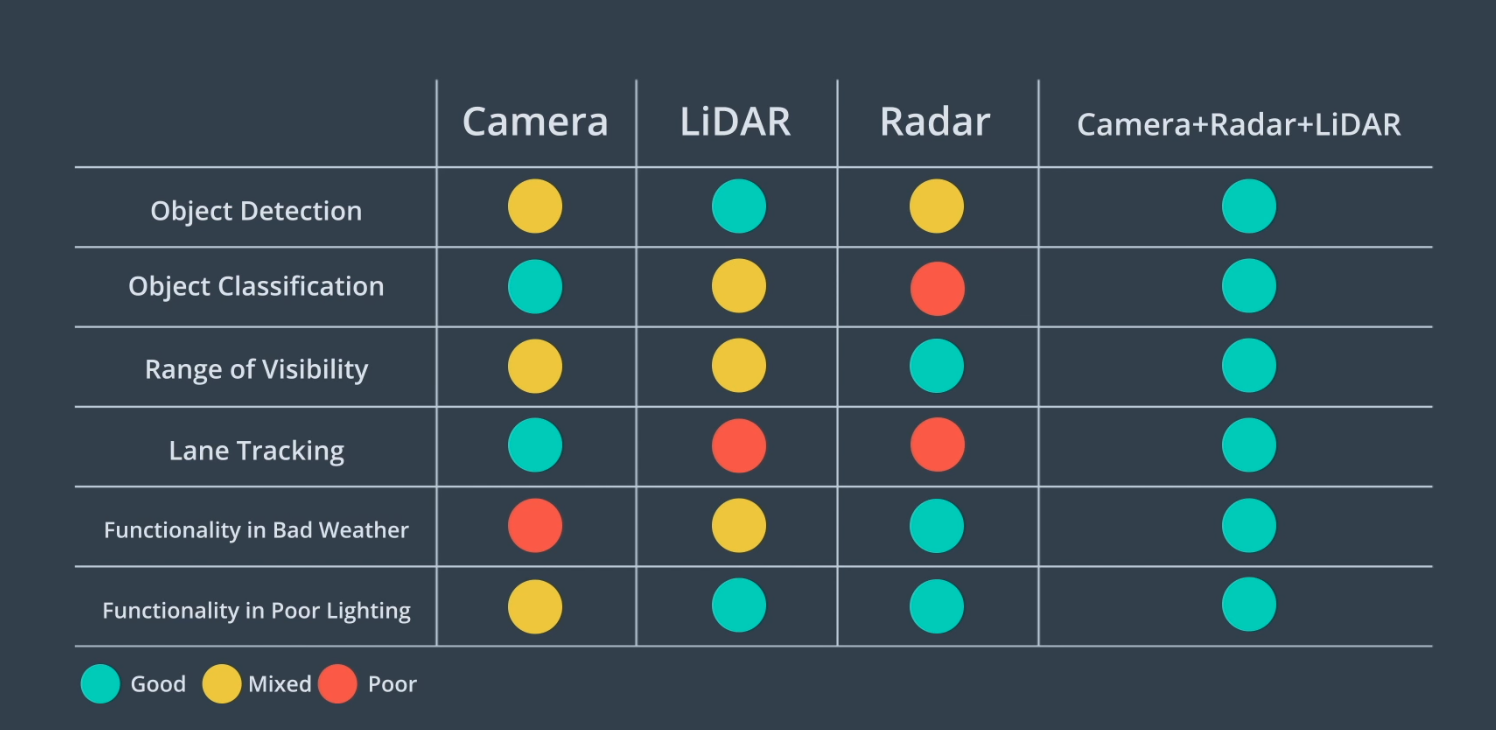 Camera LiDAR Radar Camera+Radar+LiDAR
Object Detection
Object Classification
Range of Visibility
Lane Tracking
Functionality in Bad Weather
Functionality in Poor Lighting
Good Mixed Poor